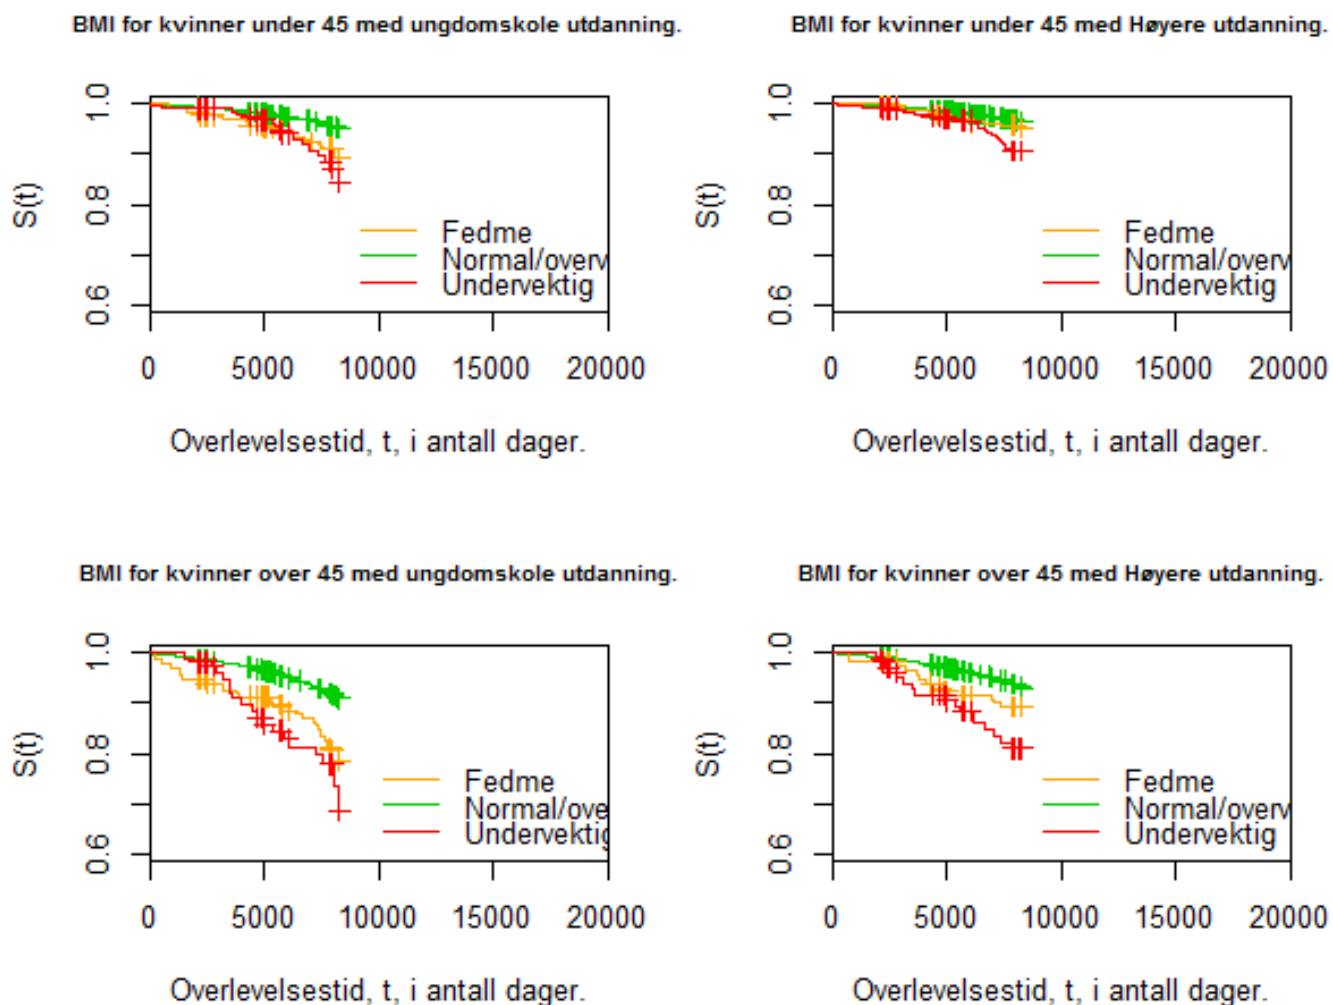 BMI for kvinner under 45 med ungdomskole utdanning.
S(t)
1.0
0.8
0.6
Fedme
Normal/overv
Undervektig
0 5000 10000 15000 20000
Overlevelsestid, t, i antall dager.
BMI for kvinner under 45 med Høyere utdanning.
S(t)
1.0
0.8
0.6
Fedme
Normal/overv
Undervektig
0 5000 10000 15000 20000
Overlevelsestid, t, i antall dager.
BMI for kvinner over 45 med ungdomskole utdanning.
S(t)
1.0
0.8
0.6
Fedme
Normal/ove
Undervektig
0 5000 10000 15000 20000
Overlevelsestid, t, i antall dager.
BMI for kvinner over 45 med Høyere utdanning.
S(t)
1.0
0.8
0.6
Fedme
Normal/overv
Undervektig
0 5000 10000 15000 20000
Overlevelsestid, t, i antall dager.